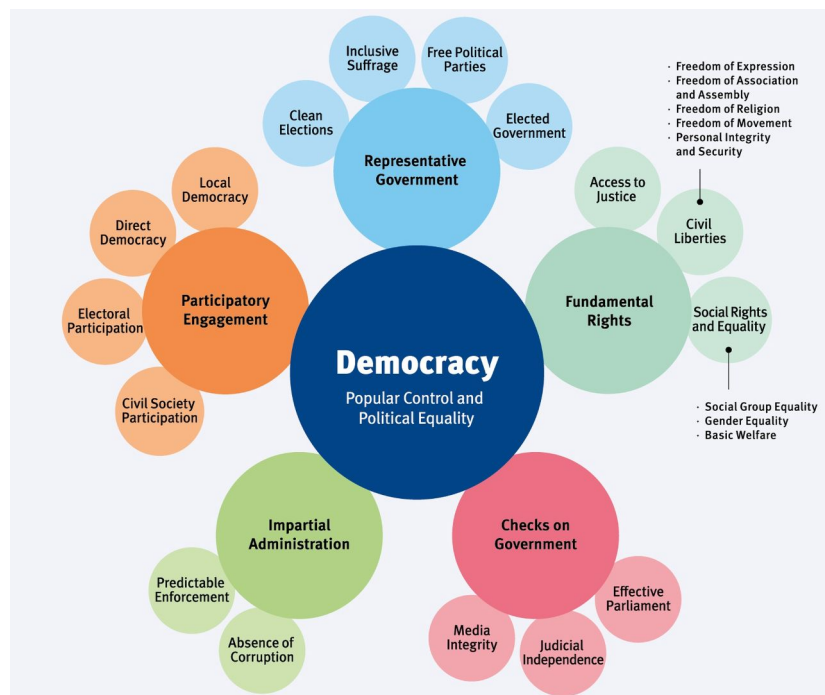 Democracy
Popular Control and
Political Equality
Representative
Government
Clean
Elections
Inclusive
Suffrage
Free Political
Parties
Elected
Government
Fundamental
Rights
Access to
Justice
Civil
Liberties
· Freedom of Expression
· Freedom of Association
and Assembly
· Freedom of Religion
· Freedom of Movement
· Personal Integrity
and Security
Social Rights
and Equality
· Social Group Equality
· Gender Equality
· Basic Welfare
Checks on
Government
Effective
Parliament
Judicial
Independence
Media
Integrity
Impartial
Administration
Absence of
Corruption
Predictable
Enforcement
Participatory
Engagement
Civil Society
Participation
Electoral
Participation
Direct
Democracy
Local
Democracy